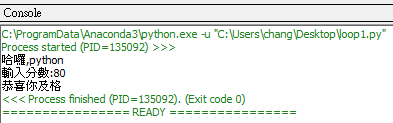 Console
C:\ProgramData\Anaconda3\python.exe -u "C:\Users\chang\Desktop\loop1.py"
Process started (PID=135092) >>>
哈囉,python
輸入分數:80
恭喜你及格
<<< Process finished (PID=135092). (Exit code 0)
================ READY ================